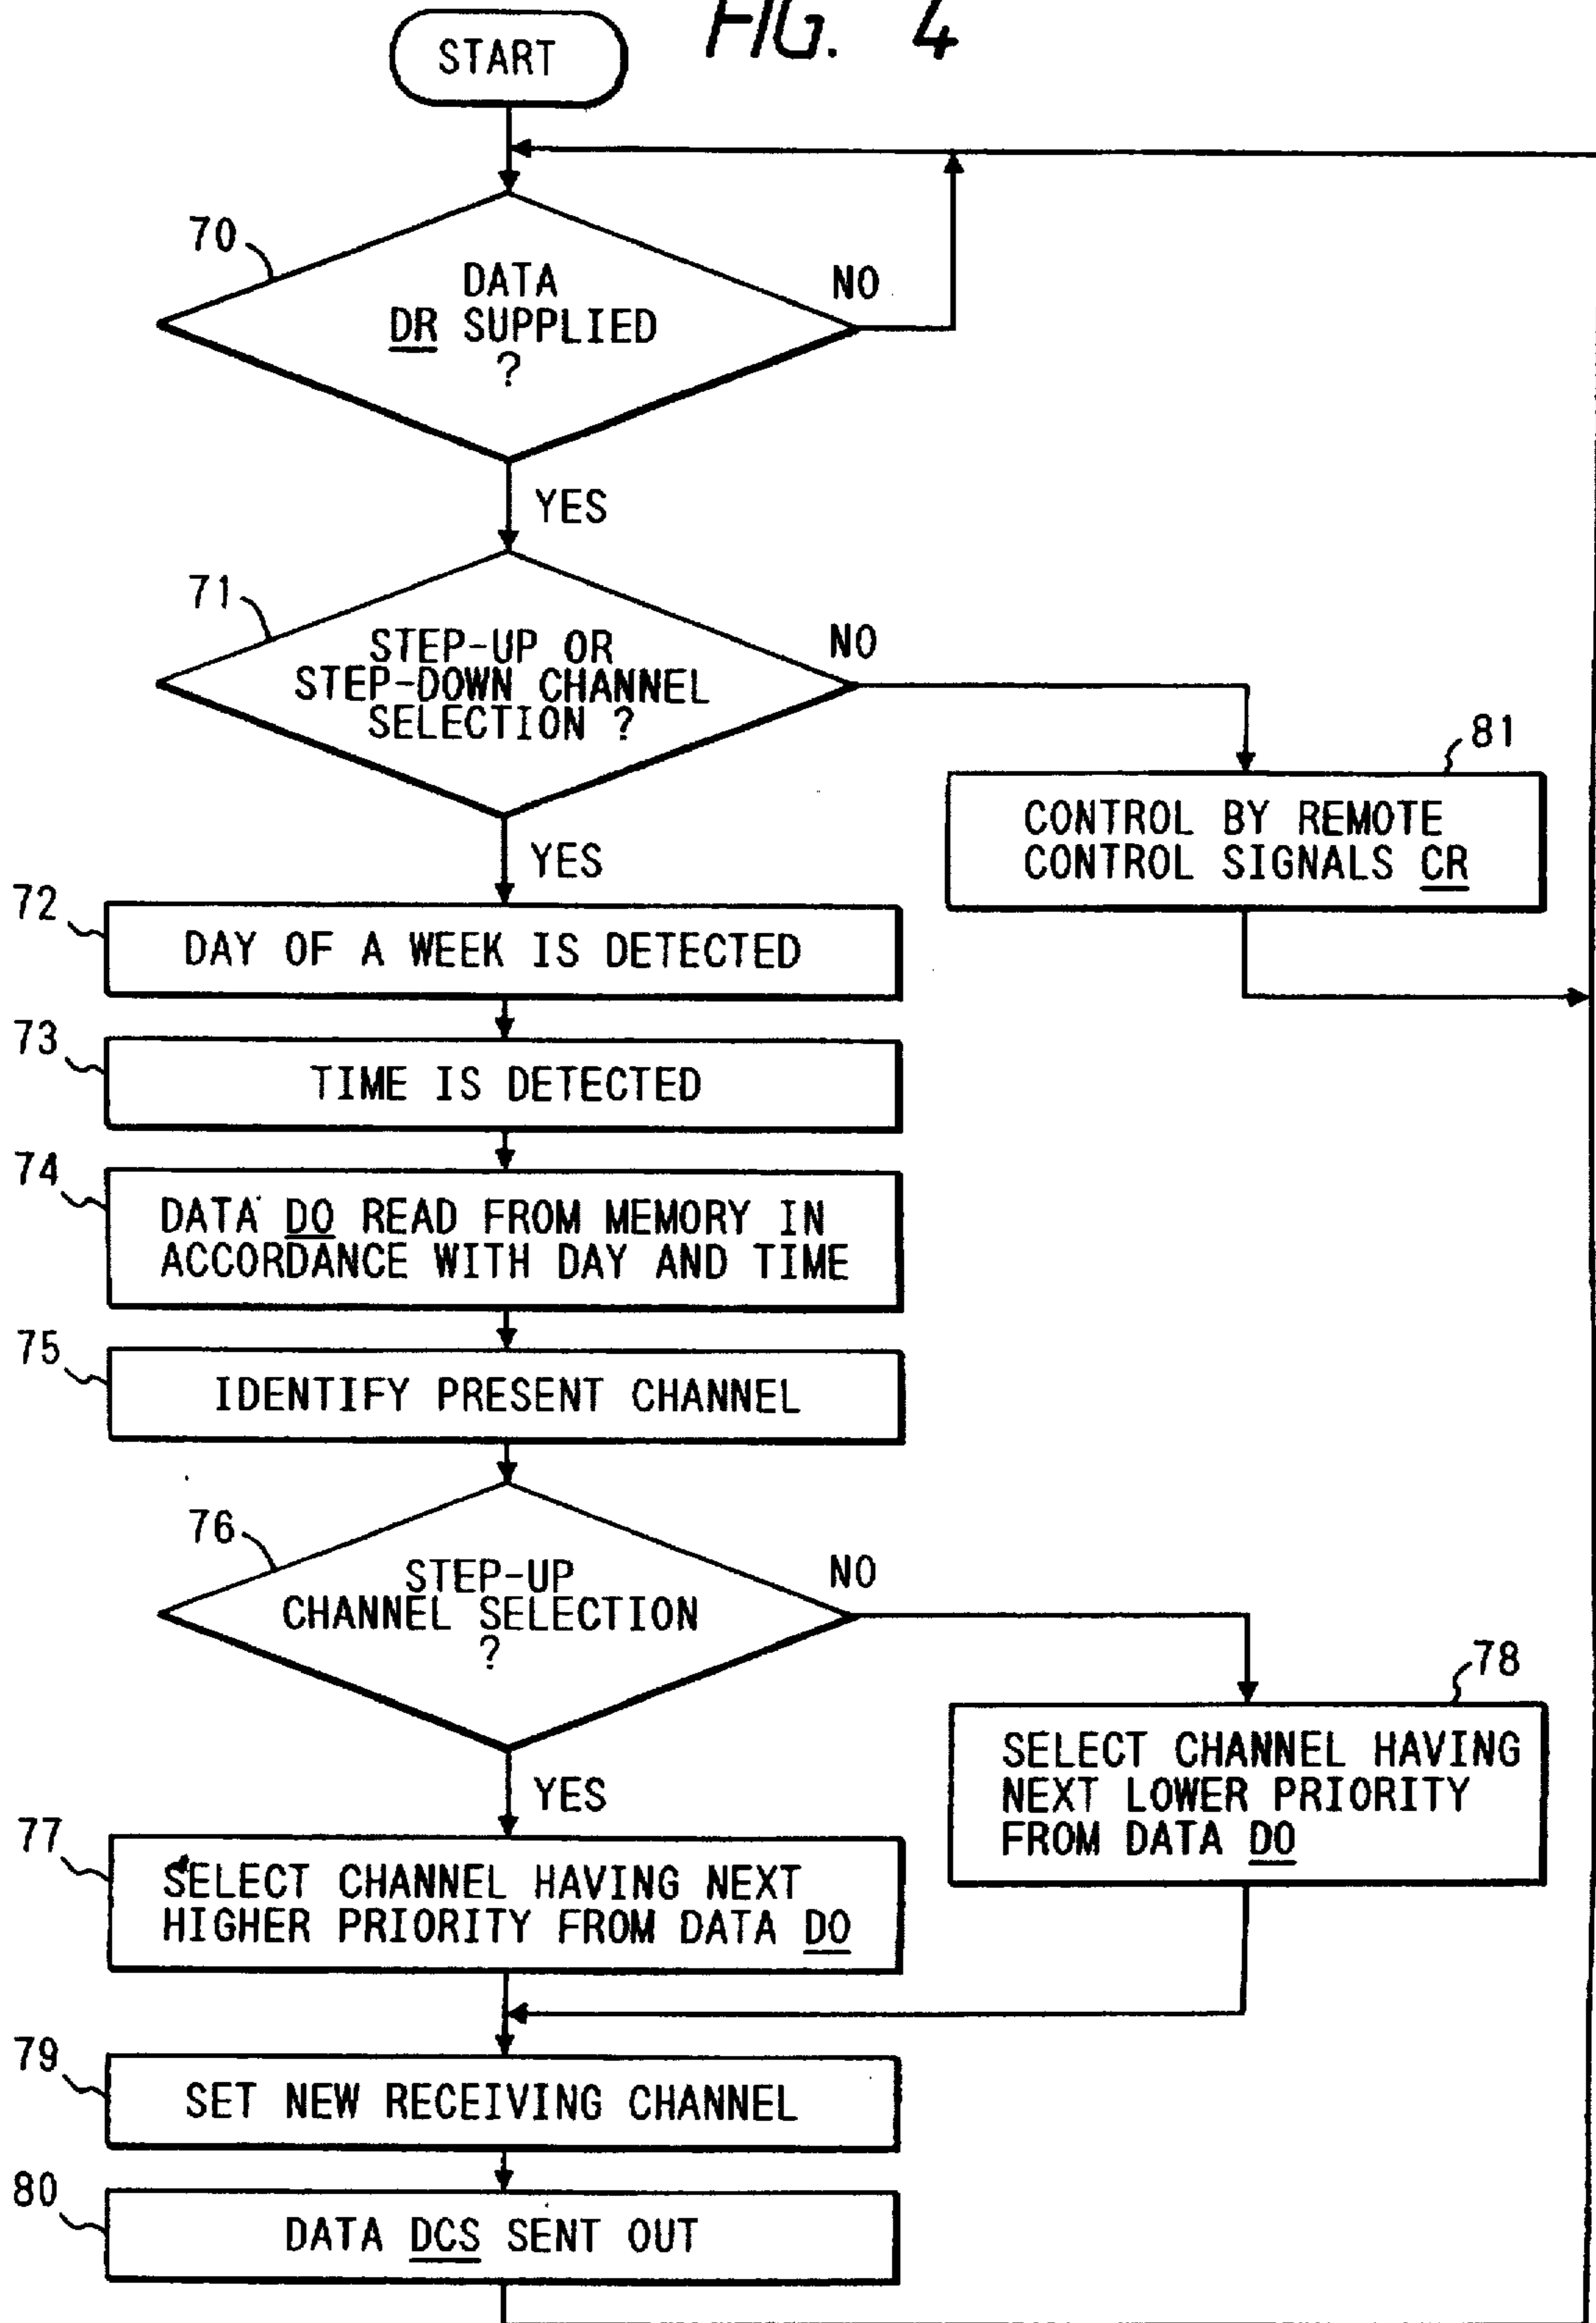 FIG. 4
START
70
DATA
DR SUPPLIED
?
NO
YES
71
STEP-UP OR
STEP-DOWN CHANNEL
SELECTION ?
NO
YES
81
CONTROL BY REMOTE
CONTROL SIGNALS CR
72
DAY OF A WEEK IS DETECTED
73
TIME IS DETECTED
74
DATA DO READ FROM MEMORY IN
ACCORDANCE WITH DAY AND TIME
75
IDENTIFY PRESENT CHANNEL
76
STEP-UP
CHANNEL SELECTION
?
NO
YES
78
SELECT CHANNEL HAVING
NEXT LOWER PRIORITY
FROM DATA DO
77
SELECT CHANNEL HAVING NEXT
HIGHER PRIORITY FROM DATA DO
79
SET NEW RECEIVING CHANNEL
80
DATA DCS SENT OUT